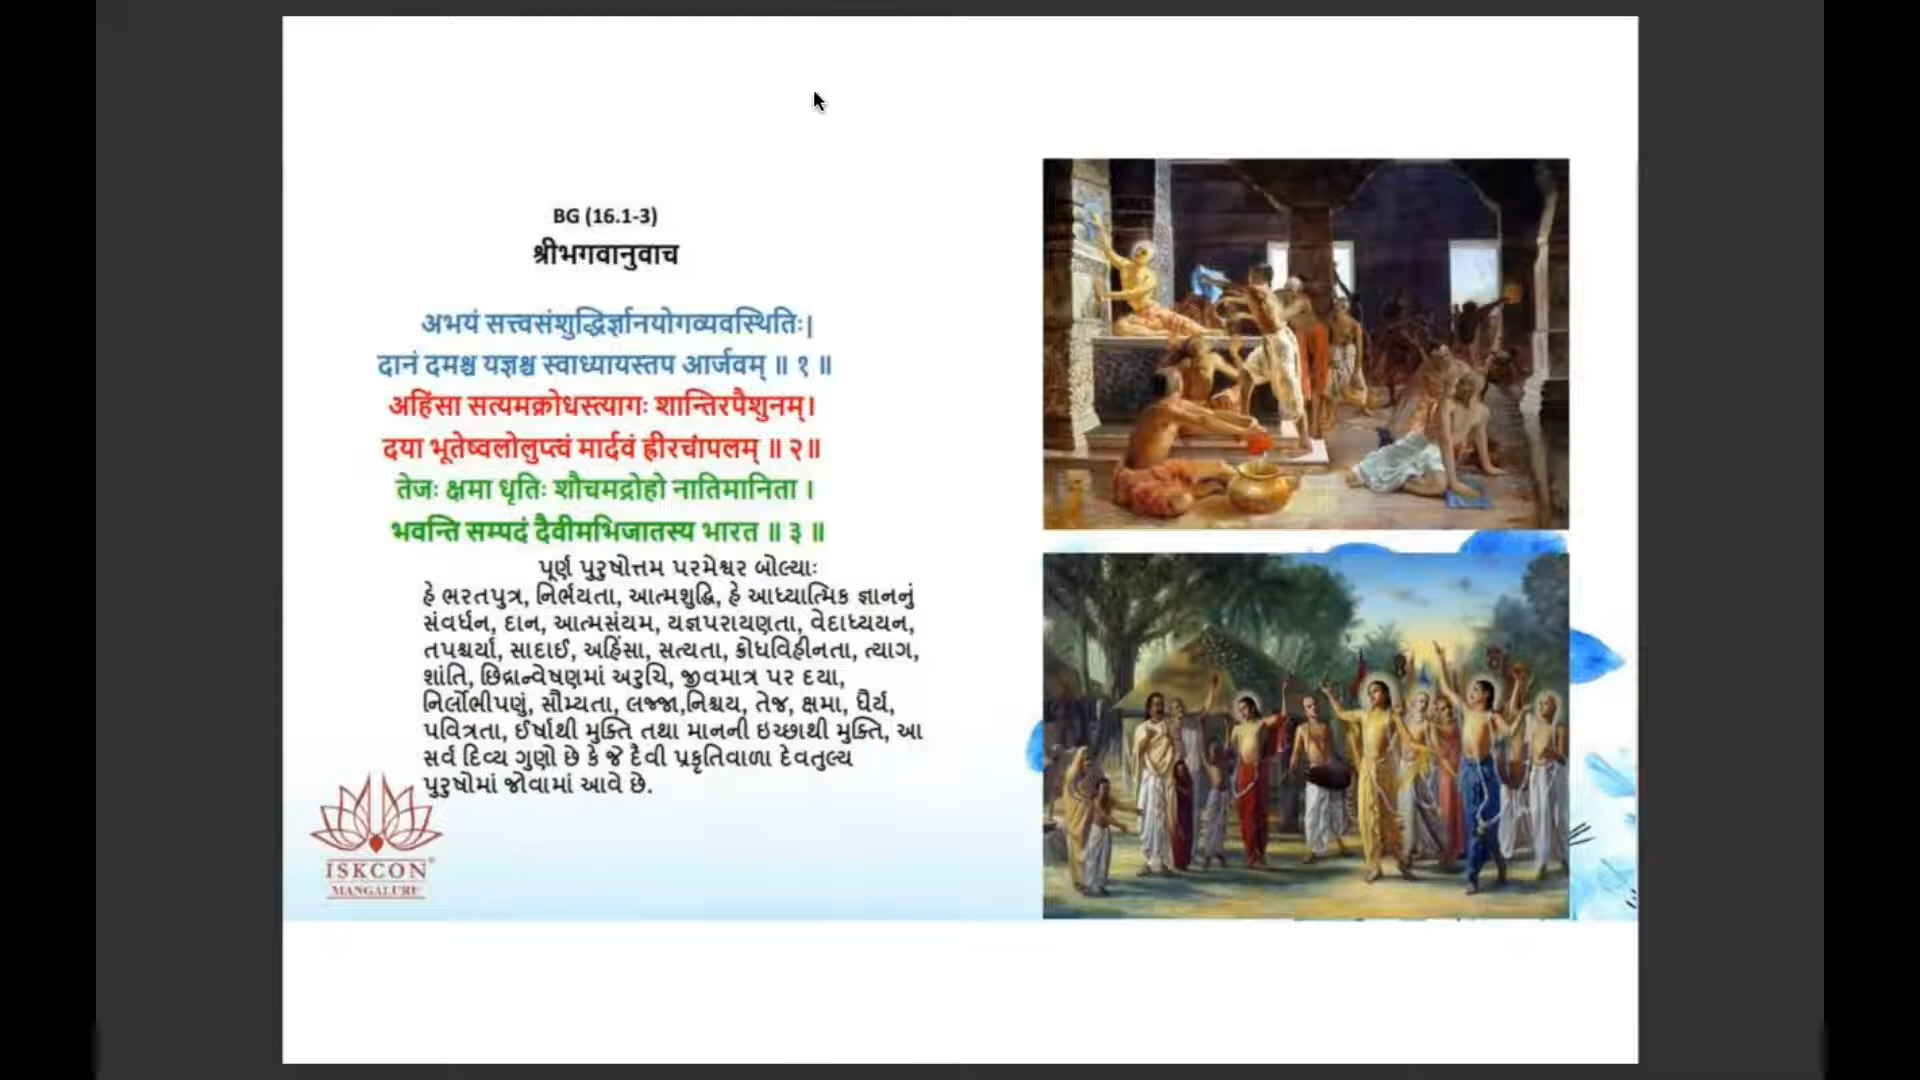 BG (16.1-3)
श्रीभगवानुवाच
अभयं सत्त्वसंशुद्धिर्ज्ञानयोगव्यवस्थितिः|
दानं दमश्च यज्ञश्च स्वाध्यायस्तप आर्जवम् ॥ १ ॥
अहिंसा सत्यमक्रोधस्त्यागः शान्तिरपैशुनम्।
दया भूतेष्वलोलुप्त्वं मार्दवं ह्रीरचांपलम् ॥ २॥
तेजः क्षमा धृतिः शौचमद्रोहो नातिमानिता ।
भवन्ति सम्पदं दैवीमभिजातस्य भारत ॥ ३ ॥
પૂર્ણ પુરુષોત્તમ પરમેશ્વર બોલ્યાઃ
હે ભરતપુત્ર, નિર્ભયતા, આત્મશુદ્ધિ, હે આધ્યાત્મિક જ્ઞાનનું
સંવર્ધન, દાન, આત્મસંયમ, યજ્ઞપરાયણતા, વેદાધ્યયન,
તપશ્ચર્યા, સાદાઈ, અહિંસા, સત્યતા, ક્રોધવિહીનતા, ત્યાગ,
શાંતિ, છિદ્રાન્વેષણમાં અરુચિ, જીવમાત્ર પર દયા,
નિર્લોભીપણું, સૌમ્યતા, લજ્જા,નિશ્ચય, તેજ, ક્ષમા, ધૈર્ય,
પવિત્રતા, ઈર્ષાથી મુક્તિ તથા માનની ઇચ્છાથી મુક્તિ, આ
સર્વ દિવ્ય ગુણો છે કે જે દૈવી પ્રકૃતિવાળા દેવતુલ્ય
પુરુષોમાં જોવામાં આવે છે.
ISKCON
MANGALURU